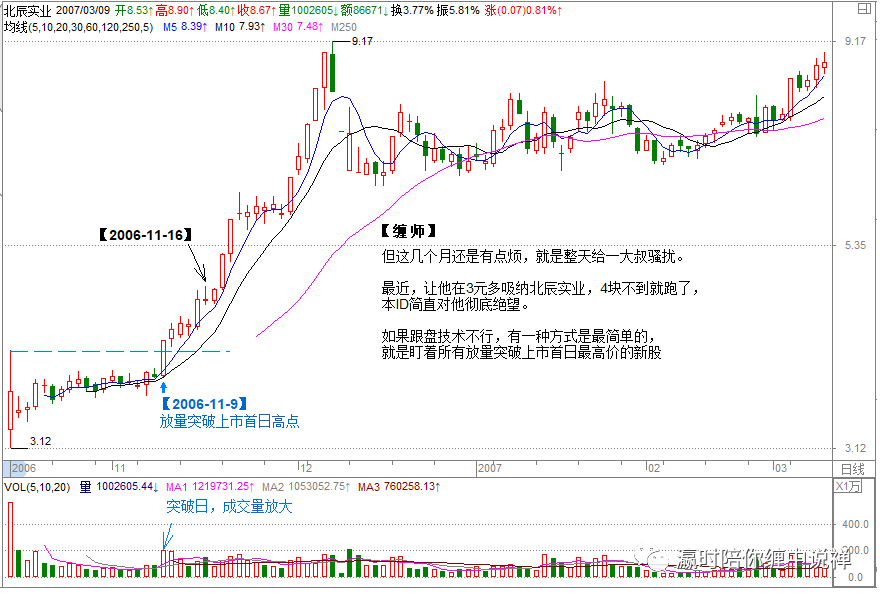 北辰实业 2007/03/09 开8.53↑高8.90↑低8.40↑收8.67↑量1002605↓额86671↓换3.77% 振5.81% 涨(0.07)0.81%↑
均线(5,10,20,30,60,120,250,5) M5 8.39↑ M10 7.93↑ M30 7.48↑ M250
9.17
9.17
【2006-11-16】
【缠师】
5.35
但这几个月还是有点烦，就是整天给一大叔骚扰。
最近，让他在3元多吸纳北辰实业，4块不到就跑了，
本ID简直对他彻底绝望。
如果跟盘技术不行，有一种方式是最简单的，
就是盯着所有放量突破上市首日最高价的新股
【2006-11-9】
放量突破上市首日高点
3.12
3.12
2006 11 12 2007 02 03 日线
VOL(5,10,20) 量 1002605.44↓ MA1 1219731.25↑ MA2 1053052.75↑ MA3 760258.13↑
X1万
突破日，成交量放大
400.0
200.0
0.0
瀛时陪你缠中说禅